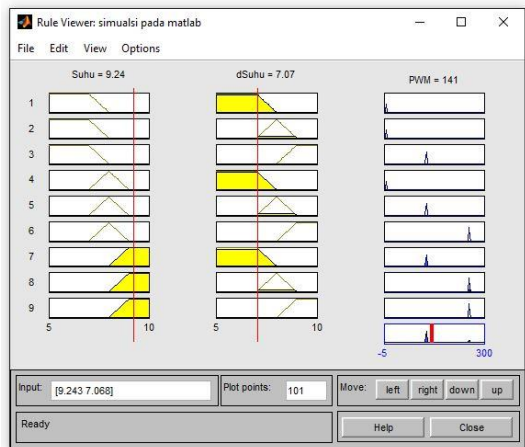 Rule Viewer: simualsi pada matlab
File Edit View Options
Suhu = 9.24 dSuhu = 7.07 PWM = 141
1
2
3
4
5
6
7
8
9
5 10 5 10
-5 300
Input: [9.243 7.068] Plot points: 101 Move: left right down up
Ready Help Close